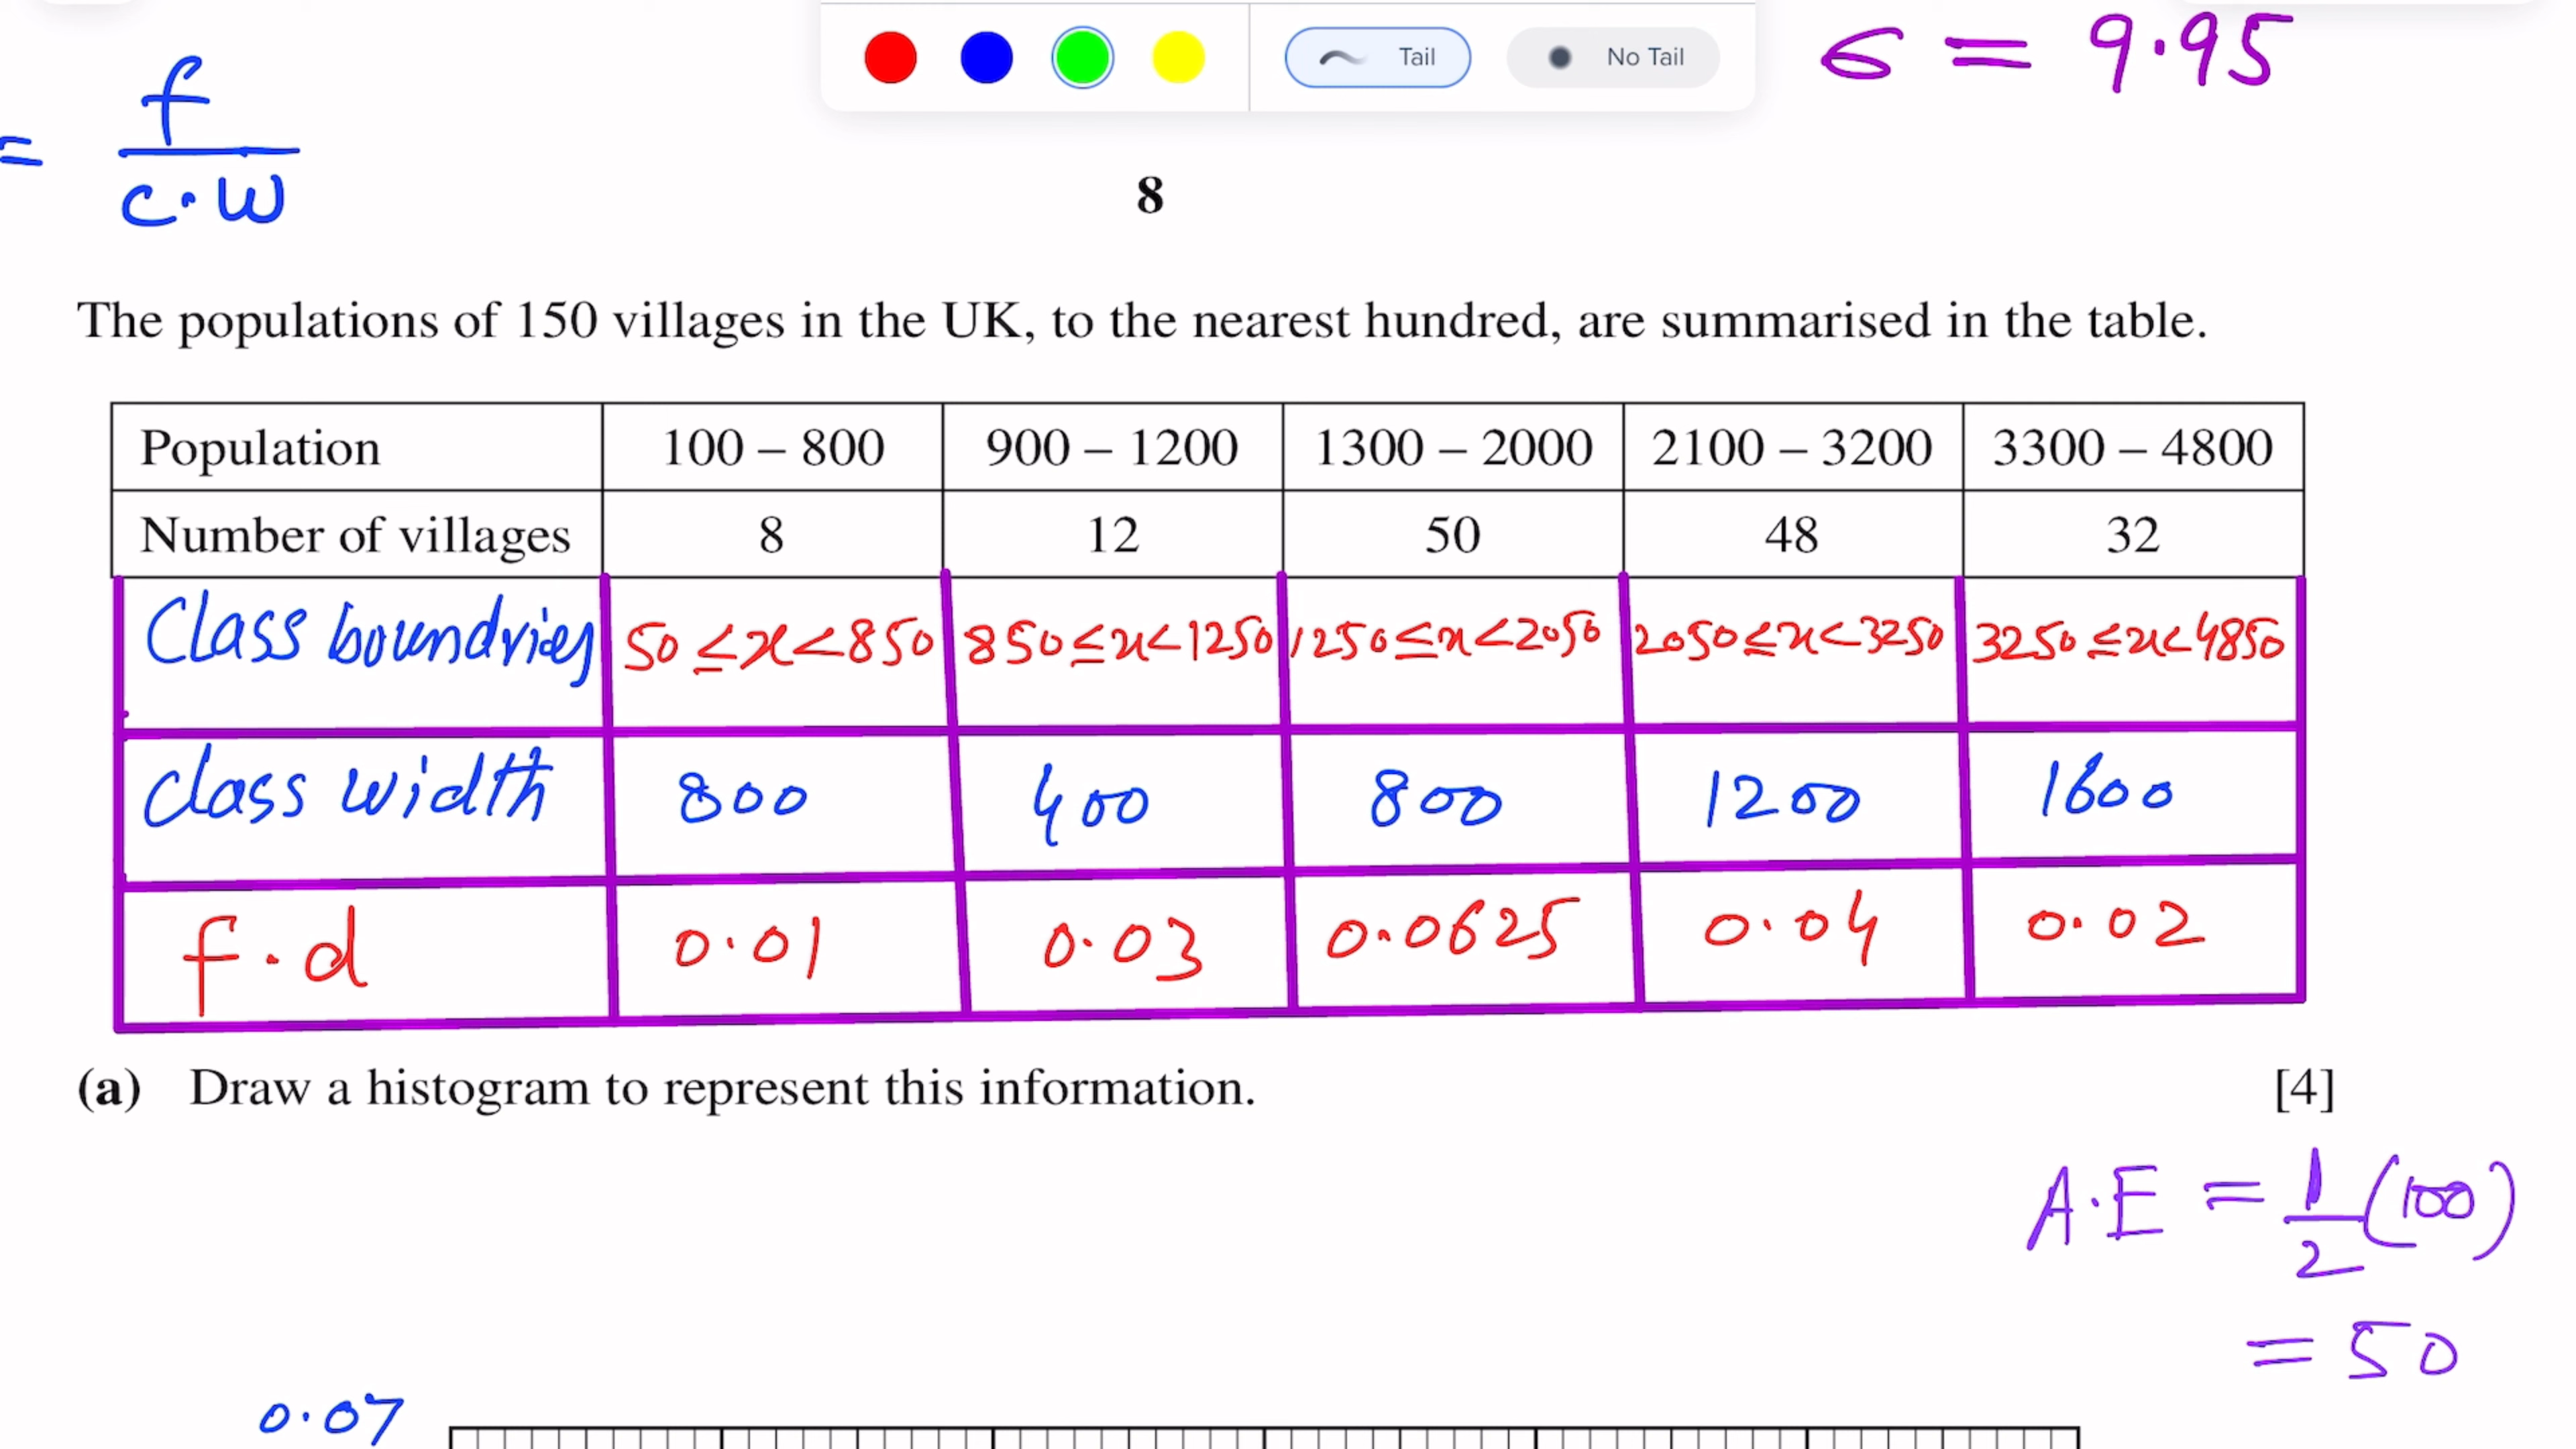 Tail No Tail
σ = 9.95
= f / c.w
8
The populations of 150 villages in the UK, to the nearest hundred, are summarised in the table.
Population 100 – 800 900 – 1200 1300 – 2000 2100 – 3200 3300 – 4800
Number of villages 8 12 50 48 32
Class boundries 50 ≤ x < 850 850 ≤ x < 1250 1250 ≤ x < 2050 2050 ≤ x < 3250 3250 ≤ x < 4850
Class width 800 400 800 1200 1600
f.d 0.01 0.03 0.0625 0.04 0.02
(a) Draw a histogram to represent this information. [4]
A.E = 1/2 (100)
= 50
0.07